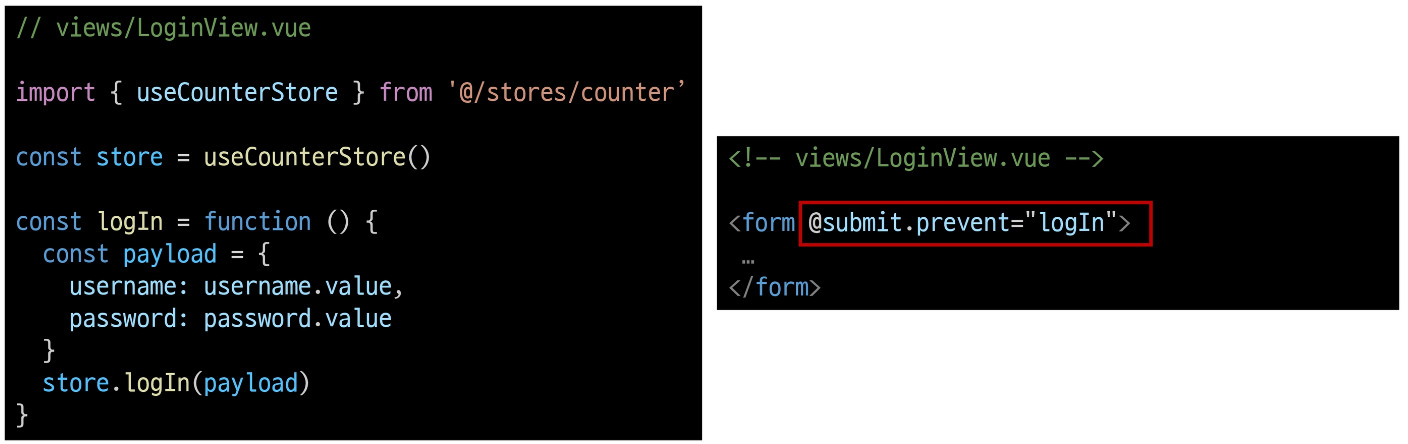 // views/LoginView.vue
import { useCounterStore } from '@/stores/counter’
const store = useCounterStore()
const logIn = function () {
  const payload = {
    username: username.value,
    password: password.value
  }
  store.logIn(payload)
}
<!-- views/LoginView.vue -->
<form @submit.prevent="logIn">
 …
</form>